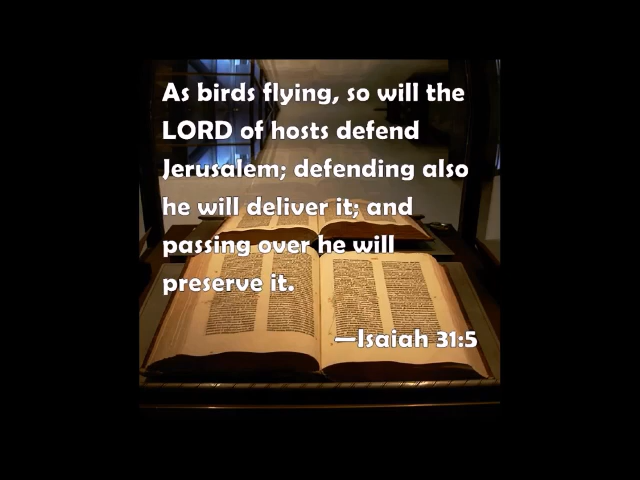 As birds flying, so will the
LORD of hosts defend
Jerusalem; defending also
he will deliver it; and
passing over he will
preserve it.
—Isaiah 31:5